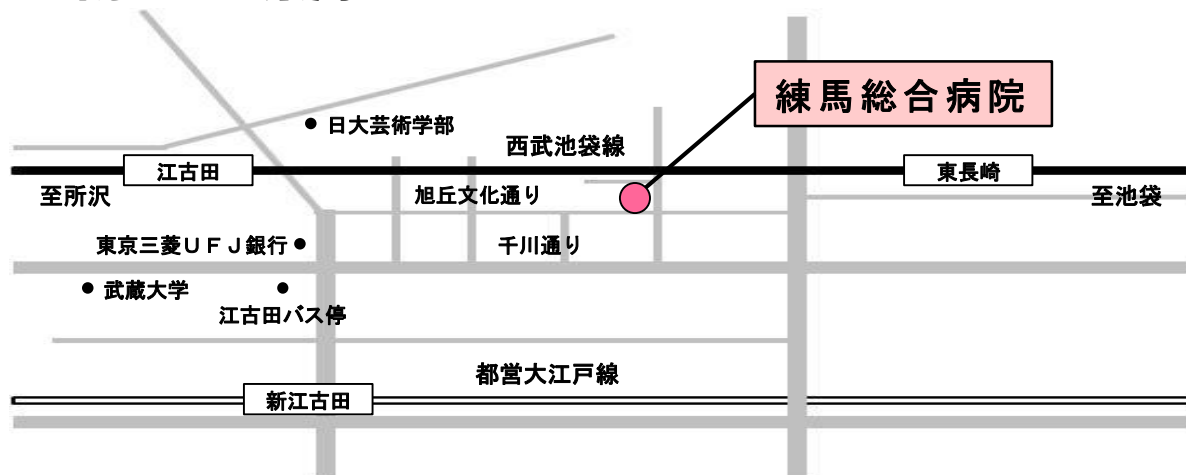 練馬総合病院
日大芸術学部
西武池袋線
江古田
東長崎
至所沢
旭丘文化通り
至池袋
東京三菱UFJ銀行
千川通り
武蔵大学
江古田バス停
都営大江戸線
新江古田